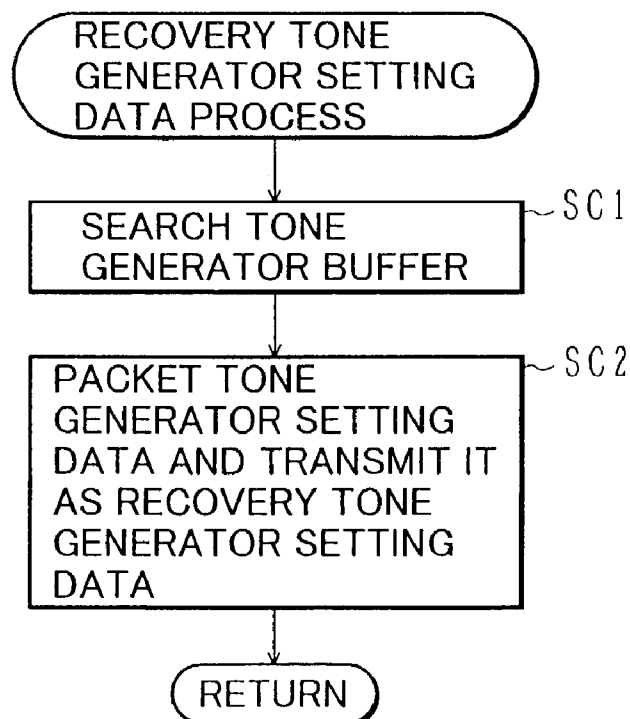 RECOVERY TONE
GENERATOR SETTING
DATA PROCESS
SC1
SEARCH TONE
GENERATOR BUFFER
SC2
PACKET TONE
GENERATOR SETTING
DATA AND TRANSMIT IT
AS RECOVERY TONE
GENERATOR SETTING
DATA
RETURN